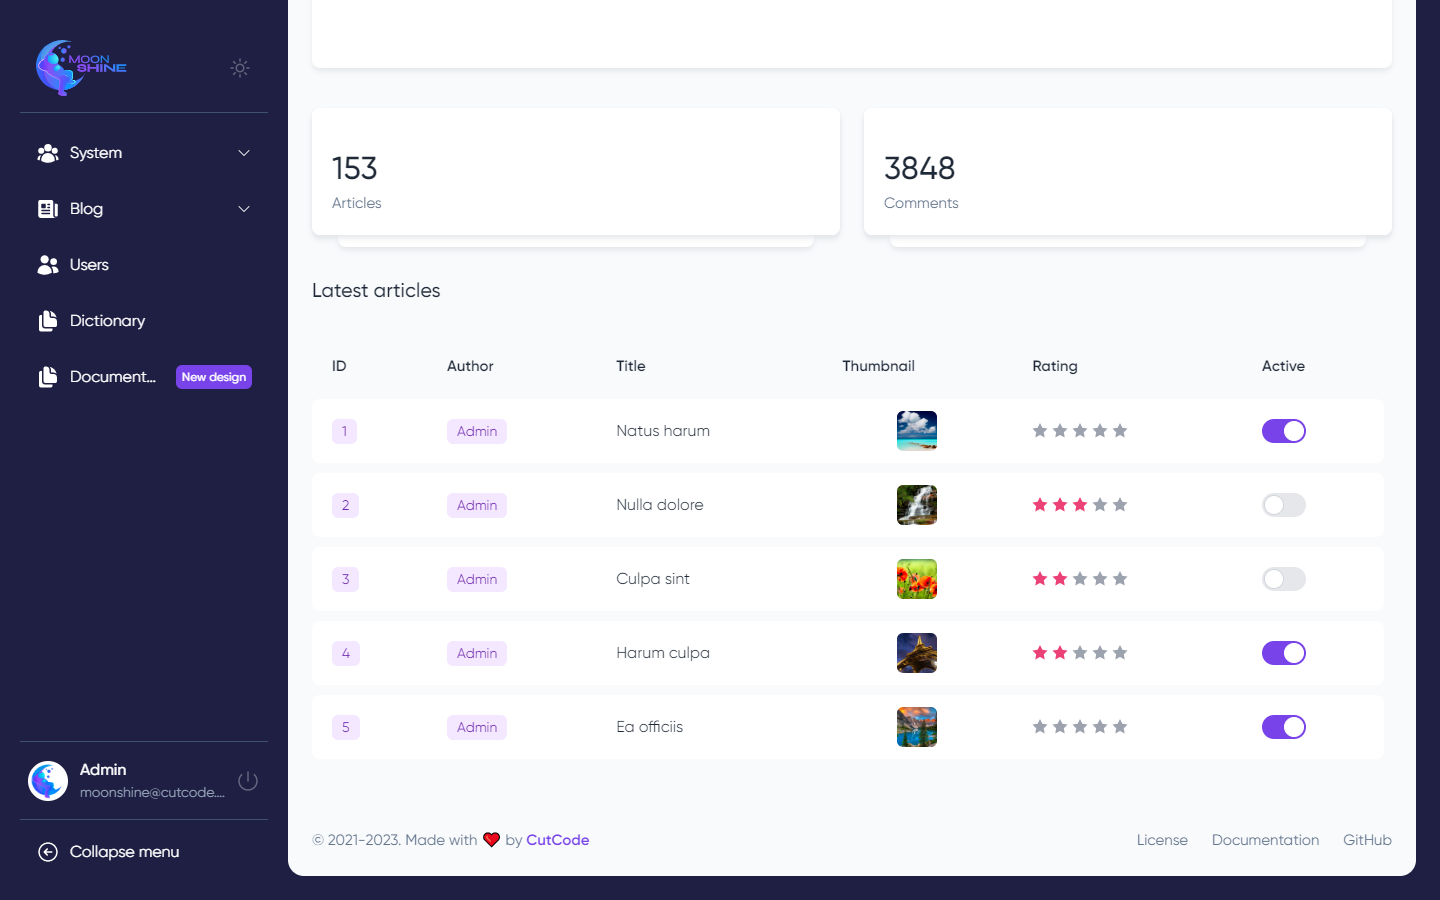 MOON
SHINE
System
Blog
Users
Dictionary
Document... New design
Admin
moonshine@cutcode....
Collapse menu
153
Articles
3848
Comments
Latest articles
ID Author Title Thumbnail Rating Active
1 Admin Natus harum
2 Admin Nulla dolore
3 Admin Culpa sint
4 Admin Harum culpa
5 Admin Ea officiis
© 2021-2023. Made with ❤️ by CutCode License Documentation GitHub